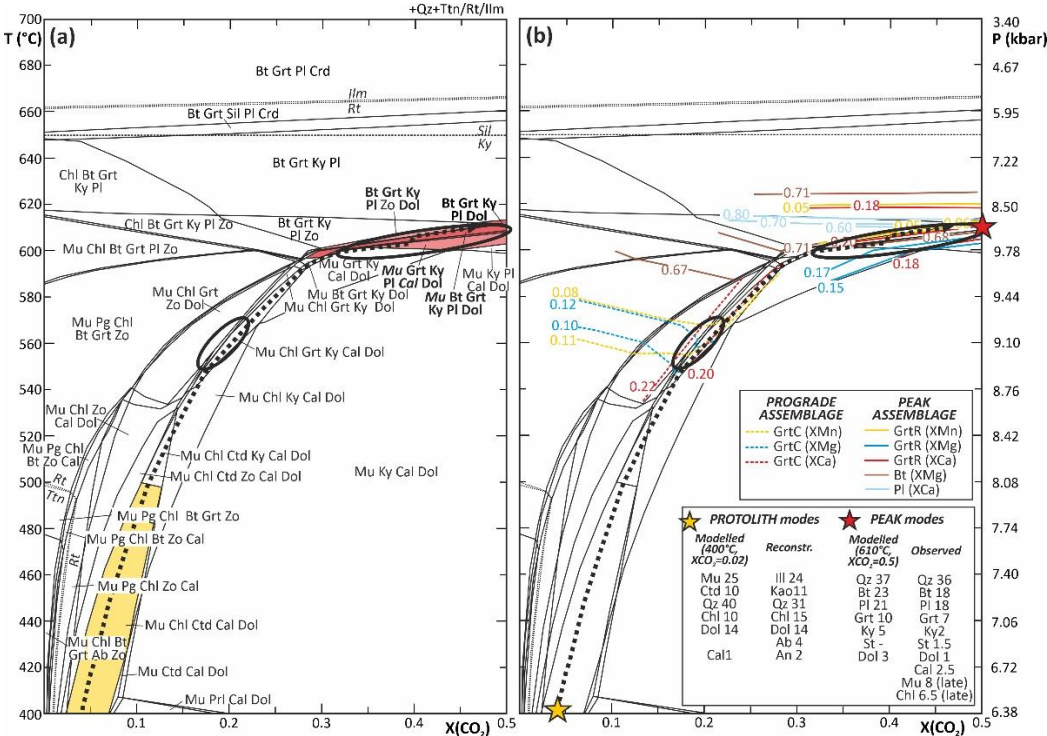 +Qz+Ttn/Rt/Ilm
T (°C)
700
680
660
640
620
600
580
560
540
520
500
480
460
440
420
400
(a)
Bt Grt Pl Crd
Ilm
Rt
Bt Grt Sil Pl Crd
Sil
Ky
Bt Grt Ky Pl
Chl Bt Grt
Ky Pl
Bt Grt Ky
Pl Zo Dol
Bt Grt Ky
Pl Dol
Chl Bt Grt Ky Pl Zo
Bt Grt Ky
Pl Zo
Mu Chl Bt Grt Pl Zo
Mu Grt Ky
Cal Dol
Mu Grt Ky
Pl Cal Dol
Mu Ky Pl
Cal Dol
Mu Bt Grt Ky Dol
Mu Bt Grt
Ky Pl Dol
Mu Chl Grt Ky Dol
Mu Chl Grt
Zo Dol
Mu Pg Chl
Bt Grt Zo
Mu Chl Grt Ky Cal Dol
Mu Chl Ky Cal Dol
Mu Chl Zo
Cal Dol
Mu Pg Chl
Bt Zo Cal
Mu Chl Ctd Ky Cal Dol
Mu Chl Ctd Zo Cal Dol
Mu Ky Cal Dol
Rt
Ttn
Mu Pg Chl Bt Grt Zo
Mu Pg Chl Bt Zo Cal
Rt
Mu Pg Chl Zo Cal
Mu Chl Ctd Cal Dol
Mu Chl Bt
Grt Ab Zo
Mu Ctd Cal Dol
Mu Prl Cal Dol
0.1
0.2
0.3
0.4
0.5
X(CO₂)
(b)
3.40
P (kbar)
4.67
5.95
7.22
8.50
9.78
9.44
9.10
8.76
8.42
8.08
7.74
7.40
7.06
6.72
6.38
0.71
0.05
0.18
0.80
0.70
0.60
0.71
0.67
0.17
0.18
0.15
0.08
0.12
0.10
0.11
0.22
0.20
PROGRADE
ASSEMBLAGE
GrtC (XMn)
GrtC (XMg)
GrtC (XCa)
PEAK
ASSEMBLAGE
GrtR (XMn)
GrtR (XMg)
GrtR (XCa)
Bt (XMg)
Pl (XCa)
PROTOLITH modes
Modelled
(400°C,
XCO₂=0.02)
Reconstr.
Mu 25
Ill 24
Ctd 10
Kao11
Qz 40
Qz 31
Chl 10
Chl 15
Dol 14
Dol 14
Ab 4
Cal1
An 2
PEAK modes
Modelled
(610°C,
XCO₂=0.5)
Observed
Qz 37
Qz 36
Bt 23
Bt 18
Pl 21
Pl 18
Grt 10
Grt 7
Ky 5
Ky2
St -
St 1.5
Dol 3
Dol 1
Cal 2.5
Mu 8 (late)
Chl 6.5 (late)
0.1
0.2
0.3
0.4
0.5
X(CO₂)